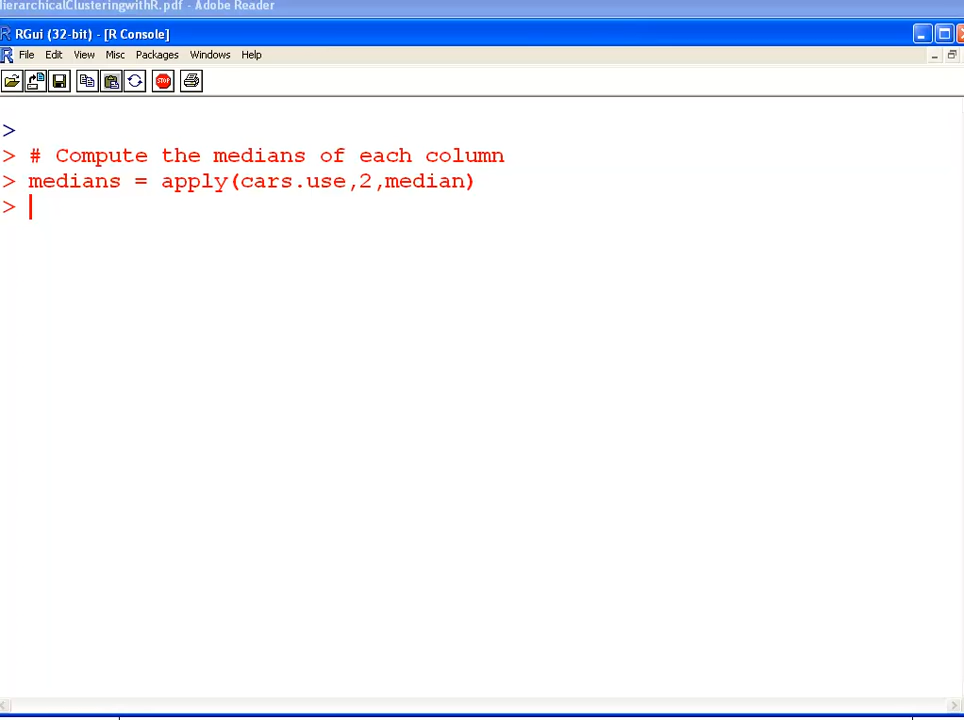 ierarchicalClusteringwithR.pdf - Adobe Reader
RGui (32-bit) - [R Console]
File Edit View Misc Packages Windows Help
STOP
>
> # Compute the medians of each column
> medians = apply(cars.use,2,median)
>